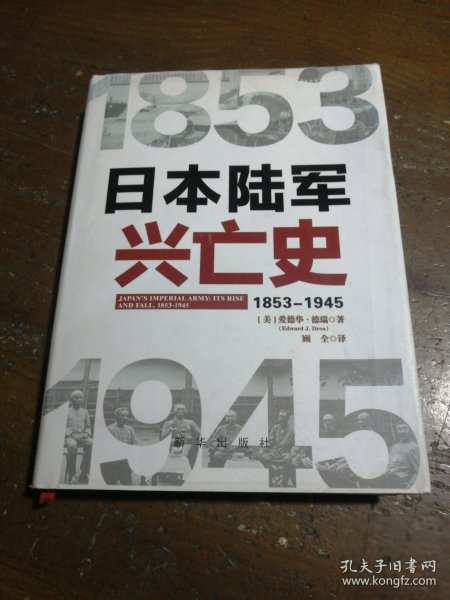 1853
日本陆军
兴亡史
JAPAN'S IMPERIAL ARMY: ITS RISE
AND FALL, 1853-1945
1853-1945
[美]爱德华·德瑞◎著
(Edward J. Drea)
顾全◎译
1945
新华出版社
孔夫子旧书网
www.kongfz.com